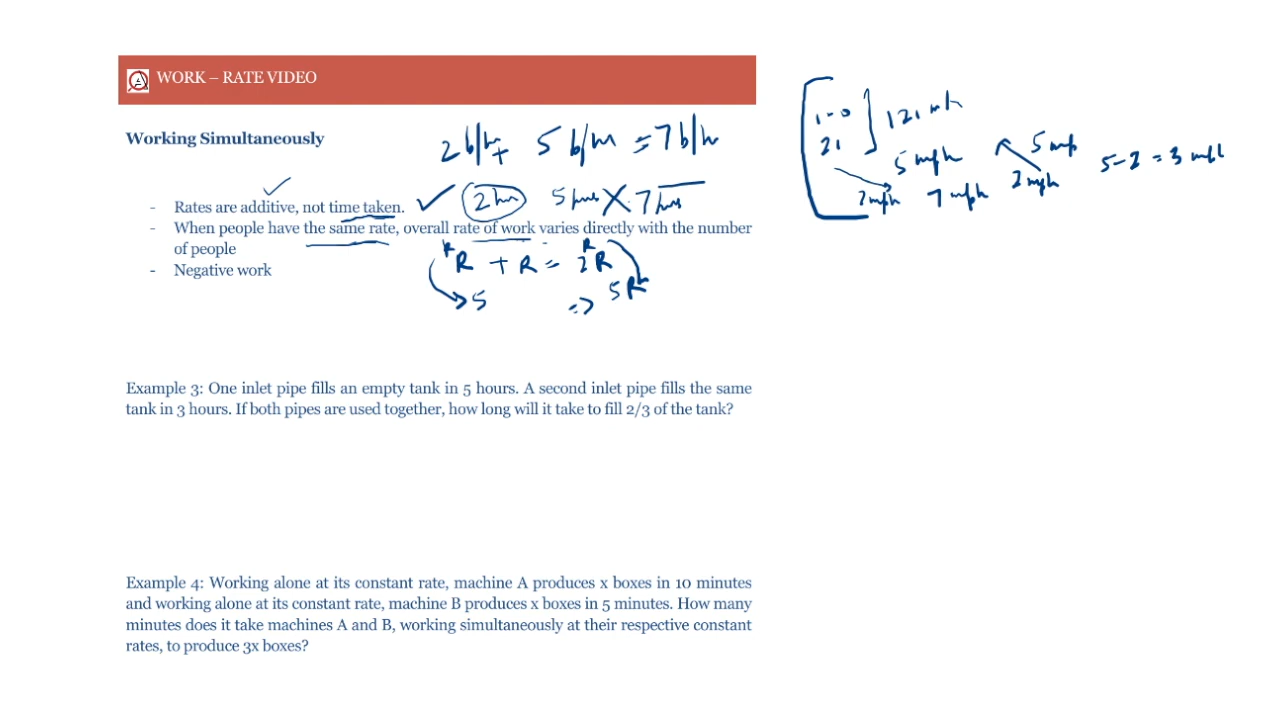 WORK – RATE VIDEO
Working Simultaneously
2 b/hr + 5 b/hr = 7 b/hr
- Rates are additive, not time taken.
2 hr 5 hrs 7 hrs
- When people have the same rate, overall rate of work varies directly with the number
of people
R + R = 2R
- Negative work
5 => 5R
Example 3: One inlet pipe fills an empty tank in 5 hours. A second inlet pipe fills the same
tank in 3 hours. If both pipes are used together, how long will it take to fill 2/3 of the tank?
Example 4: Working alone at its constant rate, machine A produces x boxes in 10 minutes
and working alone at its constant rate, machine B produces x boxes in 5 minutes. How many
minutes does it take machines A and B, working simultaneously at their respective constant
rates, to produce 3x boxes?
21
5 mph
2 mph 7 mph
2 mph
5-2 = 3 mph